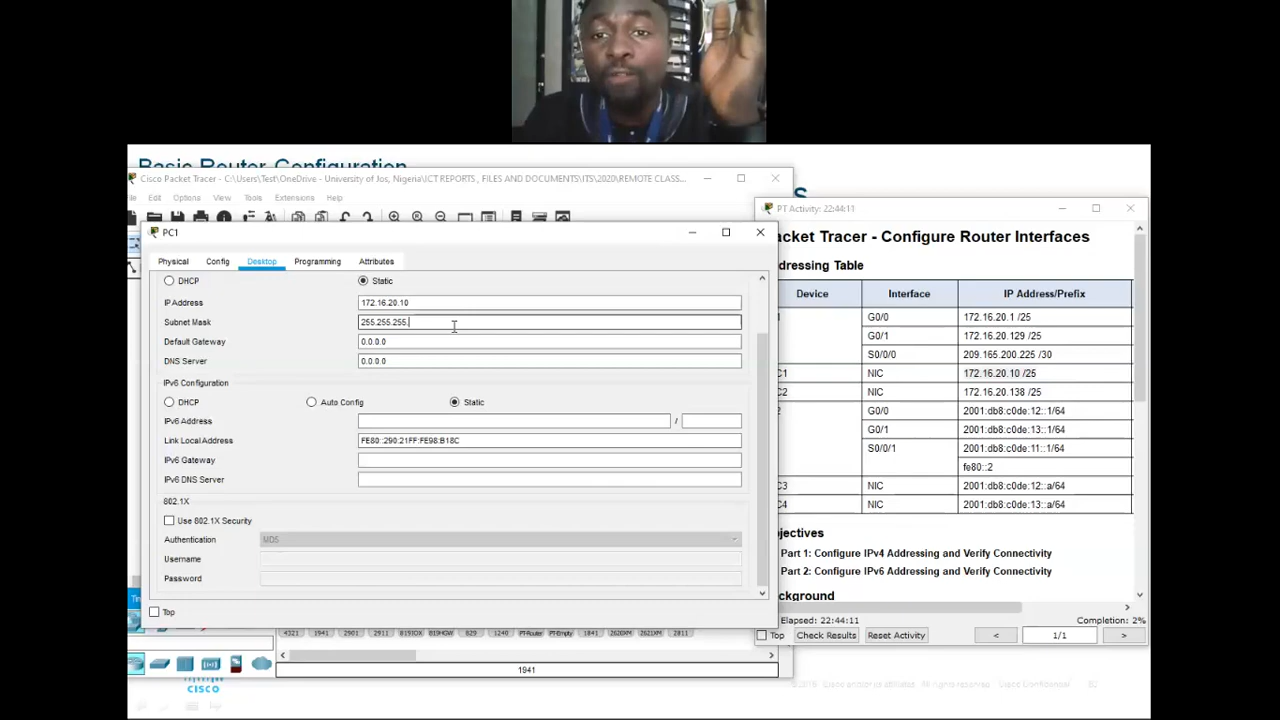 Basic Router Configuration
Cisco Packet Tracer - C:\Users\Test\OneDrive - University of Jos, Nigeria\ICT REPORTS , FILES AND DOCUMENTS\ITS\2020\REMOTE CLASS...
Edit Options View Tools Extensions Help
PC1
Physical Config Desktop Programming Attributes
DHCP Static
IP Address 172.16.20.10
Subnet Mask 255.255.255.
Default Gateway 0.0.0.0
DNS Server 0.0.0.0
IPv6 Configuration
DHCP Auto Config Static
IPv6 Address /
Link Local Address FE80::290:21FF:FE98:B18C
IPv6 Gateway
IPv6 DNS Server
802.1X
Use 802.1X Security
Authentication MD5
Username
Password
Top
4321 1941 2901 2911 819IOX 819HGW 829 1240 PT-Router PT-Empty 1841 2620XM 2621XM 2811
1941
CISCO
PT Activity: 22:44:11
acket Tracer - Configure Router Interfaces
dressing Table
Device Interface IP Address/Prefix
1 G0/0 172.16.20.1 /25
G0/1 172.16.20.129 /25
S0/0/0 209.165.200.225 /30
C1 NIC 172.16.20.10 /25
C2 NIC 172.16.20.138 /25
2 G0/0 2001:db8:c0de:12::1/64
G0/1 2001:db8:c0de:13::1/64
S0/0/1 2001:db8:c0de:11::1/64
fe80::2
C3 NIC 2001:db8:c0de:12::a/64
C4 NIC 2001:db8:c0de:13::a/64
jectives
Part 1: Configure IPv4 Addressing and Verify Connectivity
Part 2: Configure IPv6 Addressing and Verify Connectivity
ackground
Elapsed: 22:44:11 Completion: 2%
Top Check Results Reset Activity < 1/1 >